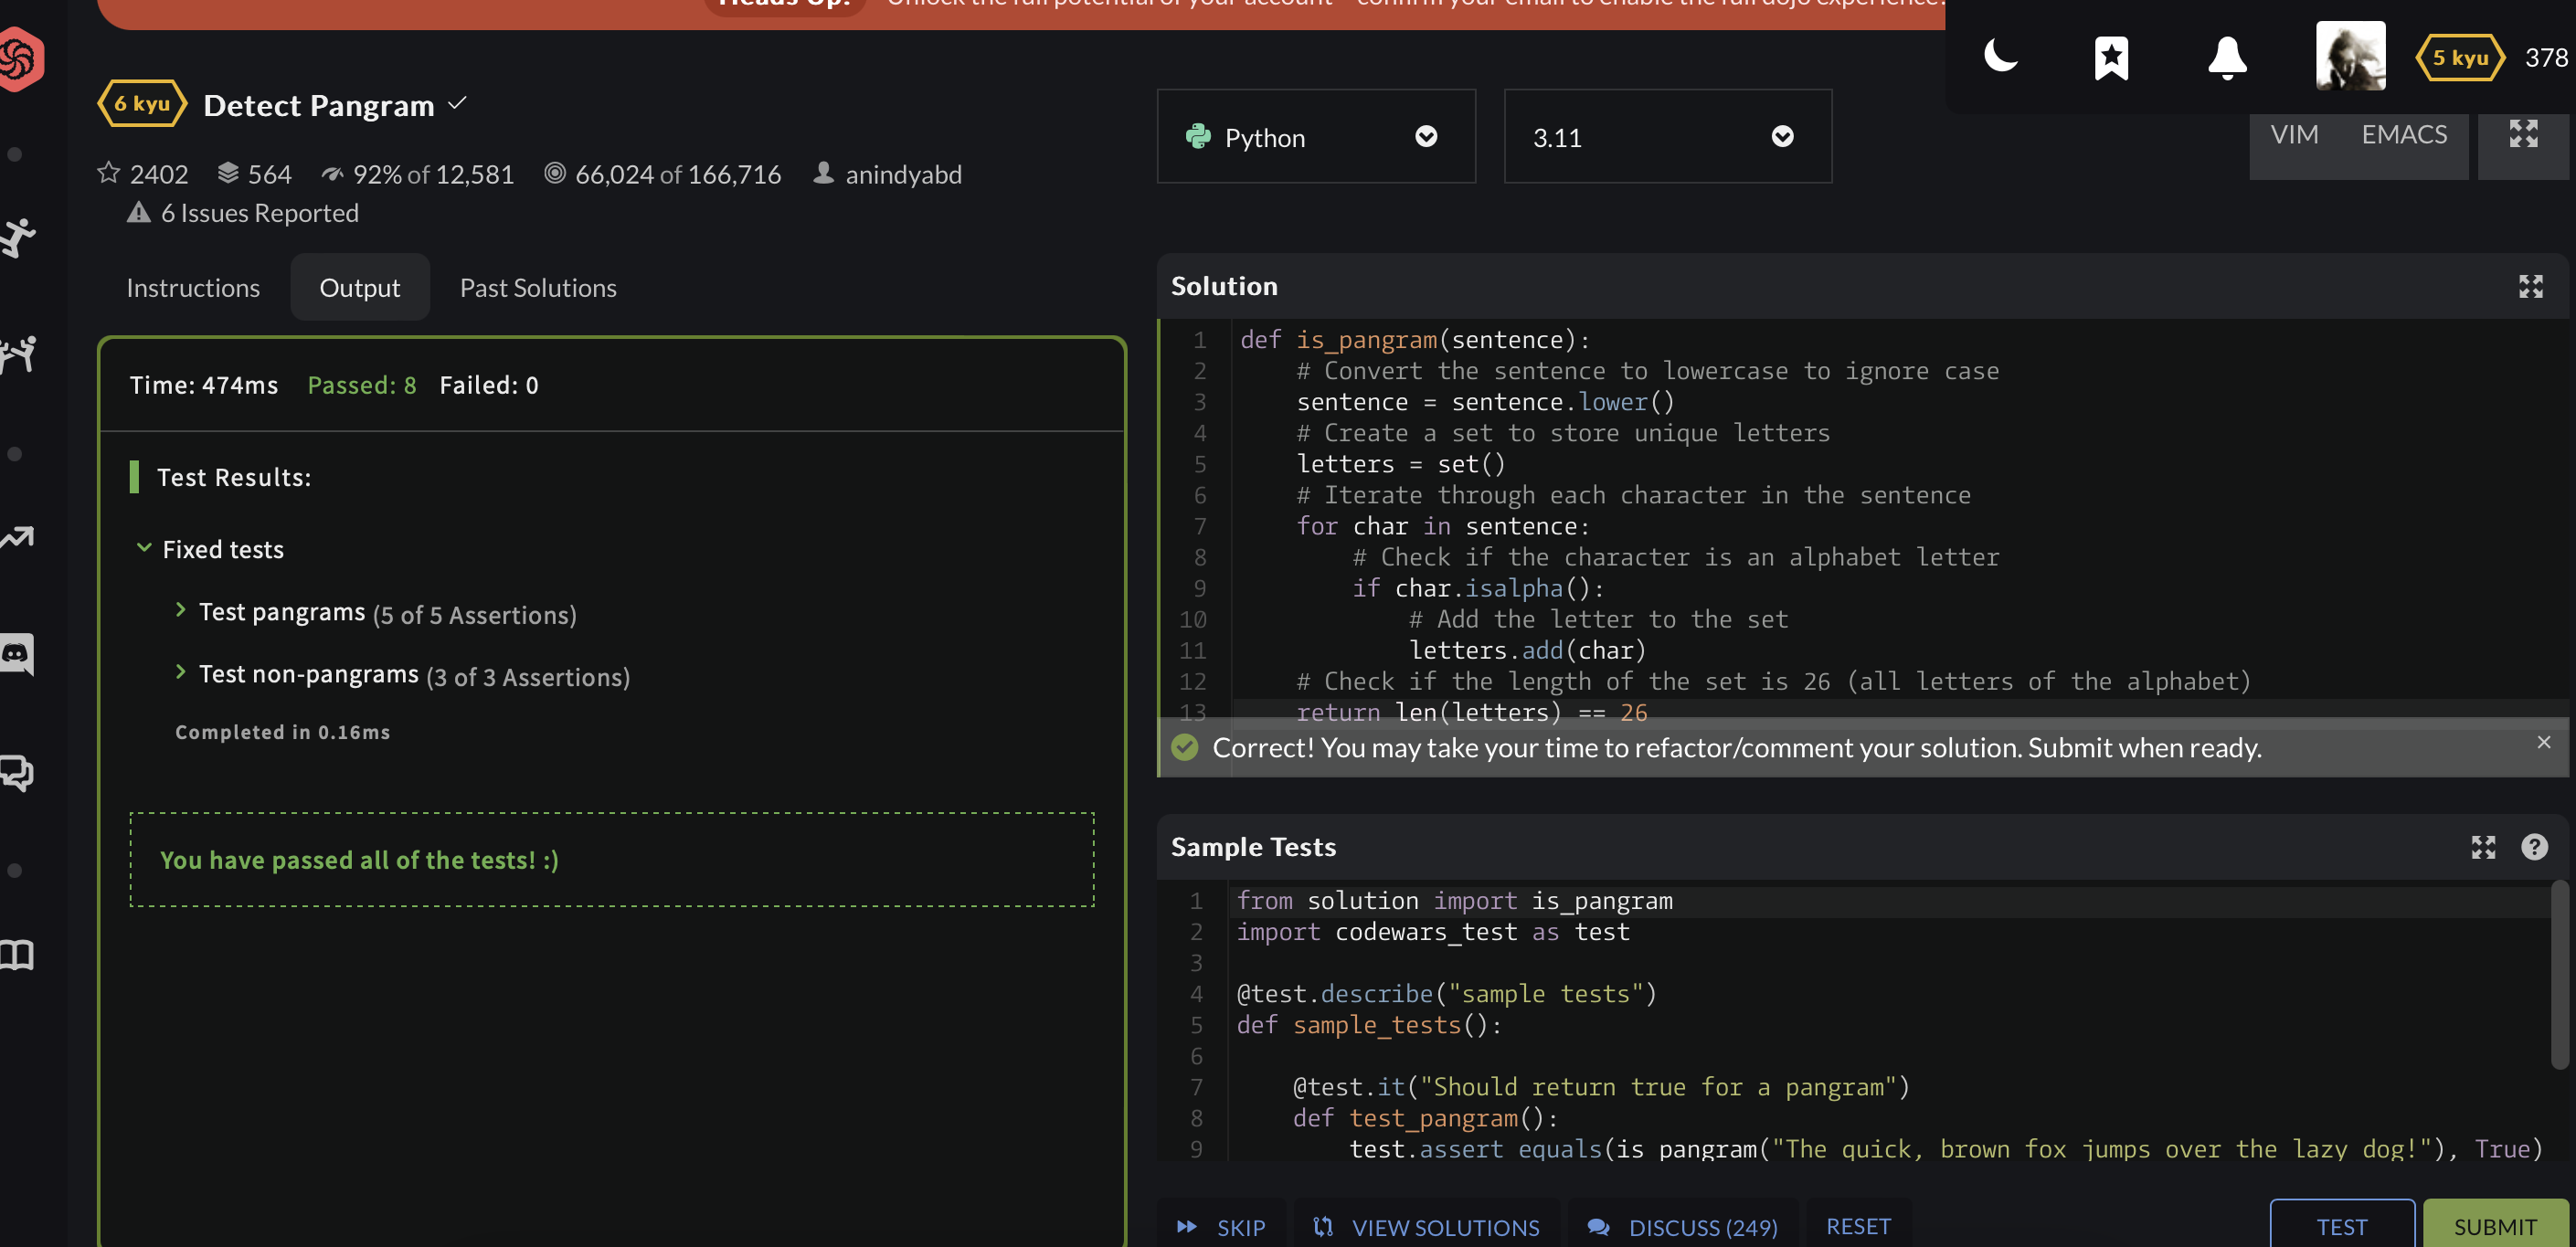 Heads Up! Unlock the full potential of your account - confirm your email to enable the full dojo experience.
5 kyu 378
6 kyu Detect Pangram
2402 564 92% of 12,581 66,024 of 166,716 anindyabd
6 Issues Reported
Python 3.11
VIM EMACS
Instructions Output Past Solutions
Time: 474ms Passed: 8 Failed: 0
Test Results:
Fixed tests
Test pangrams (5 of 5 Assertions)
Test non-pangrams (3 of 3 Assertions)
Completed in 0.16ms
You have passed all of the tests! :)
Solution
1 def is_pangram(sentence):
2 # Convert the sentence to lowercase to ignore case
3 sentence = sentence.lower()
4 # Create a set to store unique letters
5 letters = set()
6 # Iterate through each character in the sentence
7 for char in sentence:
8 # Check if the character is an alphabet letter
9 if char.isalpha():
10 # Add the letter to the set
11 letters.add(char)
12 # Check if the length of the set is 26 (all letters of the alphabet)
13 return len(letters) == 26
Correct! You may take your time to refactor/comment your solution. Submit when ready.
Sample Tests
1 from solution import is_pangram
2 import codewars_test as test
3
4 @test.describe("sample tests")
5 def sample_tests():
6
7 @test.it("Should return true for a pangram")
8 def test_pangram():
9 test.assert_equals(is_pangram("The quick, brown fox jumps over the lazy dog!"), True)
SKIP VIEW SOLUTIONS DISCUSS (249) RESET TEST SUBMIT